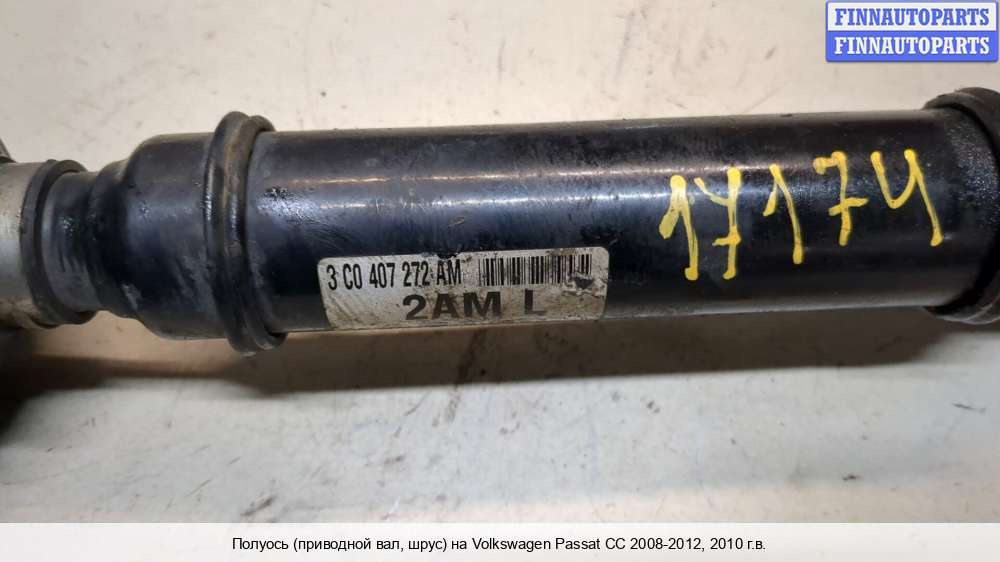 FINNAUTOPARTS
FINNAUTOPARTS
17174
3 C0 407 272 AM
2AM L
Полуось (приводной вал, шрус) на Volkswagen Passat CC 2008-2012, 2010 г.в.